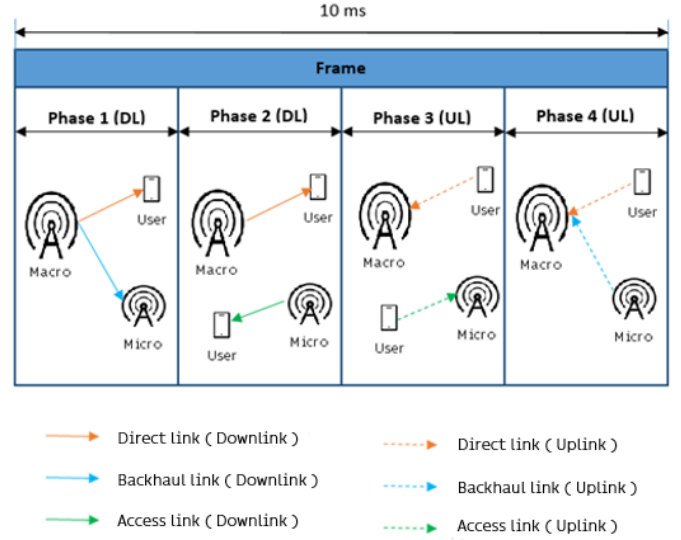 10 ms
Frame
Phase 1 (DL)
Phase 2 (DL)
Phase 3 (UL)
Phase 4 (UL)
User
Macro
Micro
User
Macro
User
Micro
User
Macro
User
Micro
User
Macro
Micro
Direct link ( Downlink )
Backhaul link ( Downlink )
Access link ( Downlink )
Direct link ( Uplink )
Backhaul link ( Uplink )
Access link ( Uplink )